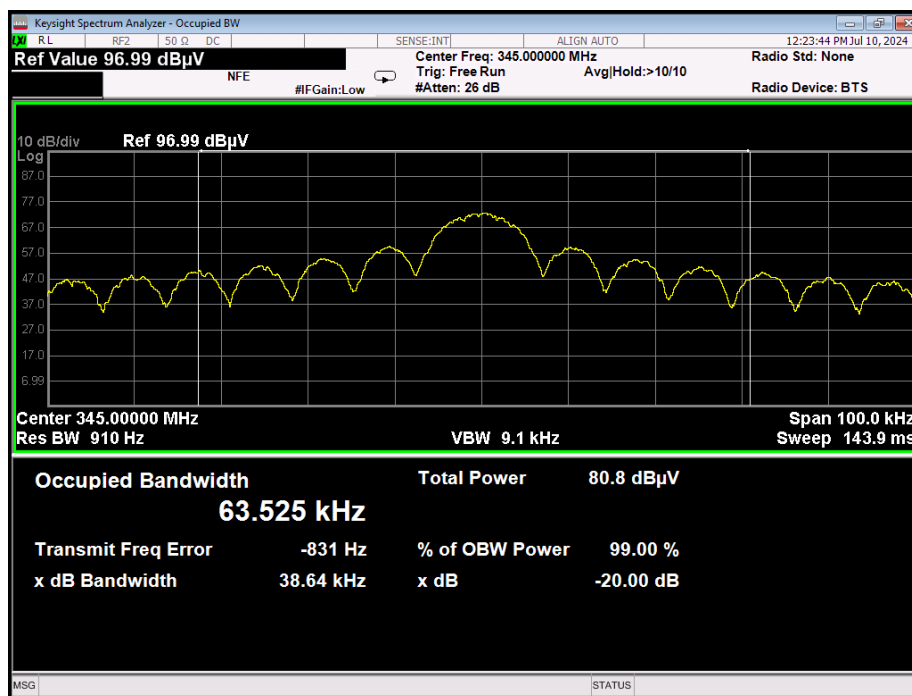 Keysight Spectrum Analyzer - Occupied BW
LXI RL RF2 50 Ω DC SENSE:INT ALIGN AUTO 12:23:44 PM Jul 10, 2024
Ref Value 96.99 dBµV Center Freq: 345.000000 MHz Radio Std: None
NFE Trig: Free Run Avg|Hold:>10/10
#IFGain:Low #Atten: 26 dB Radio Device: BTS
10 dB/div Ref 96.99 dBµV
Log
87.0
77.0
67.0
57.0
47.0
37.0
27.0
17.0
6.99
Center 345.00000 MHz Span 100.0 kHz
Res BW 910 Hz VBW 9.1 kHz Sweep 143.9 ms
Occupied Bandwidth Total Power 80.8 dBµV
63.525 kHz
Transmit Freq Error -831 Hz % of OBW Power 99.00 %
x dB Bandwidth 38.64 kHz x dB -20.00 dB
MSG STATUS